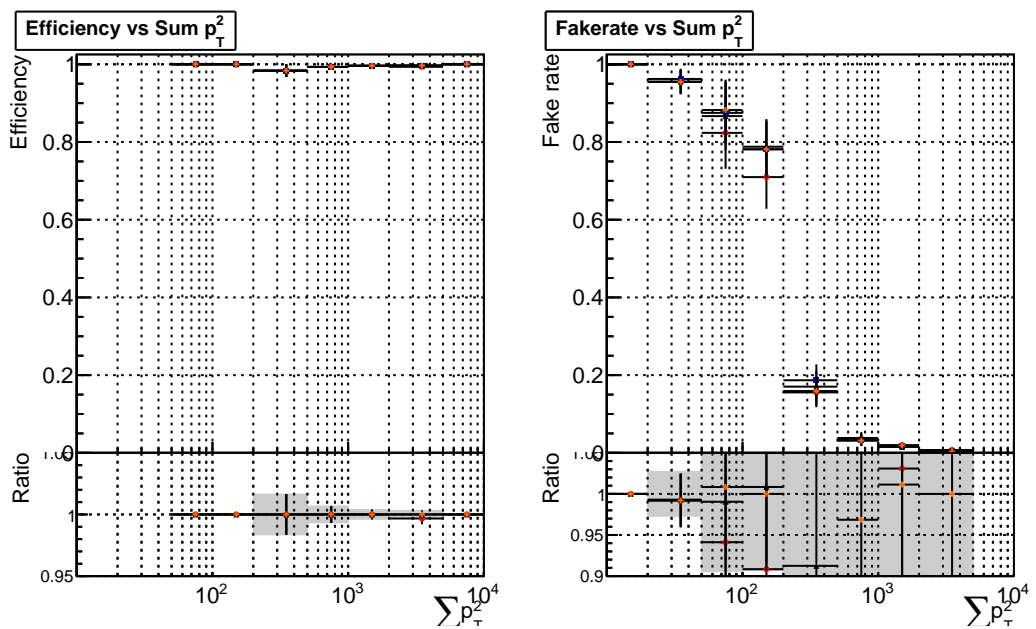 Efficiency vs Sum p_T^2
Efficiency
1
0.8
0.6
0.4
0.2
0
Ratio
1
0.95
10^2
10^3
10^4
∑p_T^2
Fakerate vs Sum p_T^2
Fake rate
1
0.8
0.6
0.4
0.2
0
Ratio
1
0.95
0.9
10^2
10^3
10^4
∑p_T^2